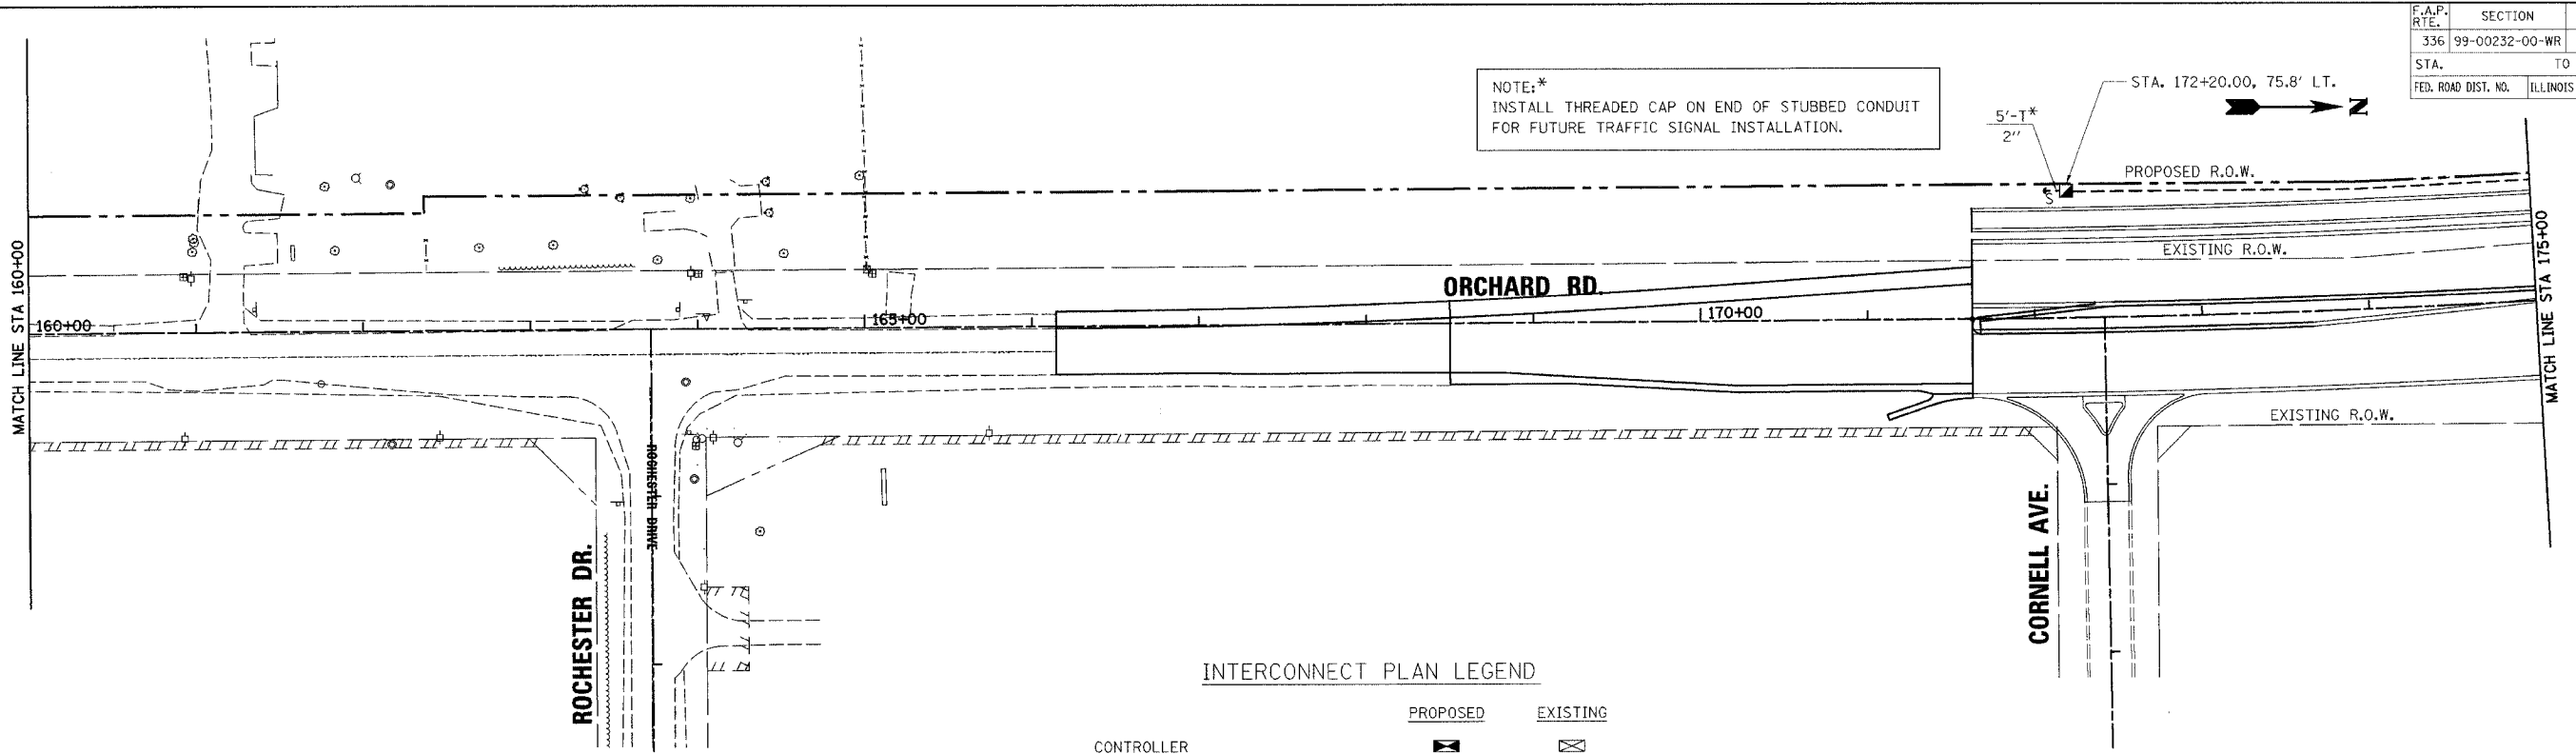 F.A.P. RTE. SECTION
336 99-00232-00-WR
STA. TO
FED. ROAD DIST. NO. ILLINOIS
NOTE:*
INSTALL THREADED CAP ON END OF STUBBED CONDUIT
FOR FUTURE TRAFFIC SIGNAL INSTALLATION.
STA. 172+20.00, 75.8' LT.
N
5'-T*
2"
PROPOSED R.O.W.
S
EXISTING R.O.W.
MATCH LINE STA 160+00
MATCH LINE STA 175+00
ORCHARD RD.
160+00
165+00
170+00
EXISTING R.O.W.
ROCHESTER DRIVE
ROCHESTER DR.
CORNELL AVE.
INTERCONNECT PLAN LEGEND
PROPOSED EXISTING
CONTROLLER